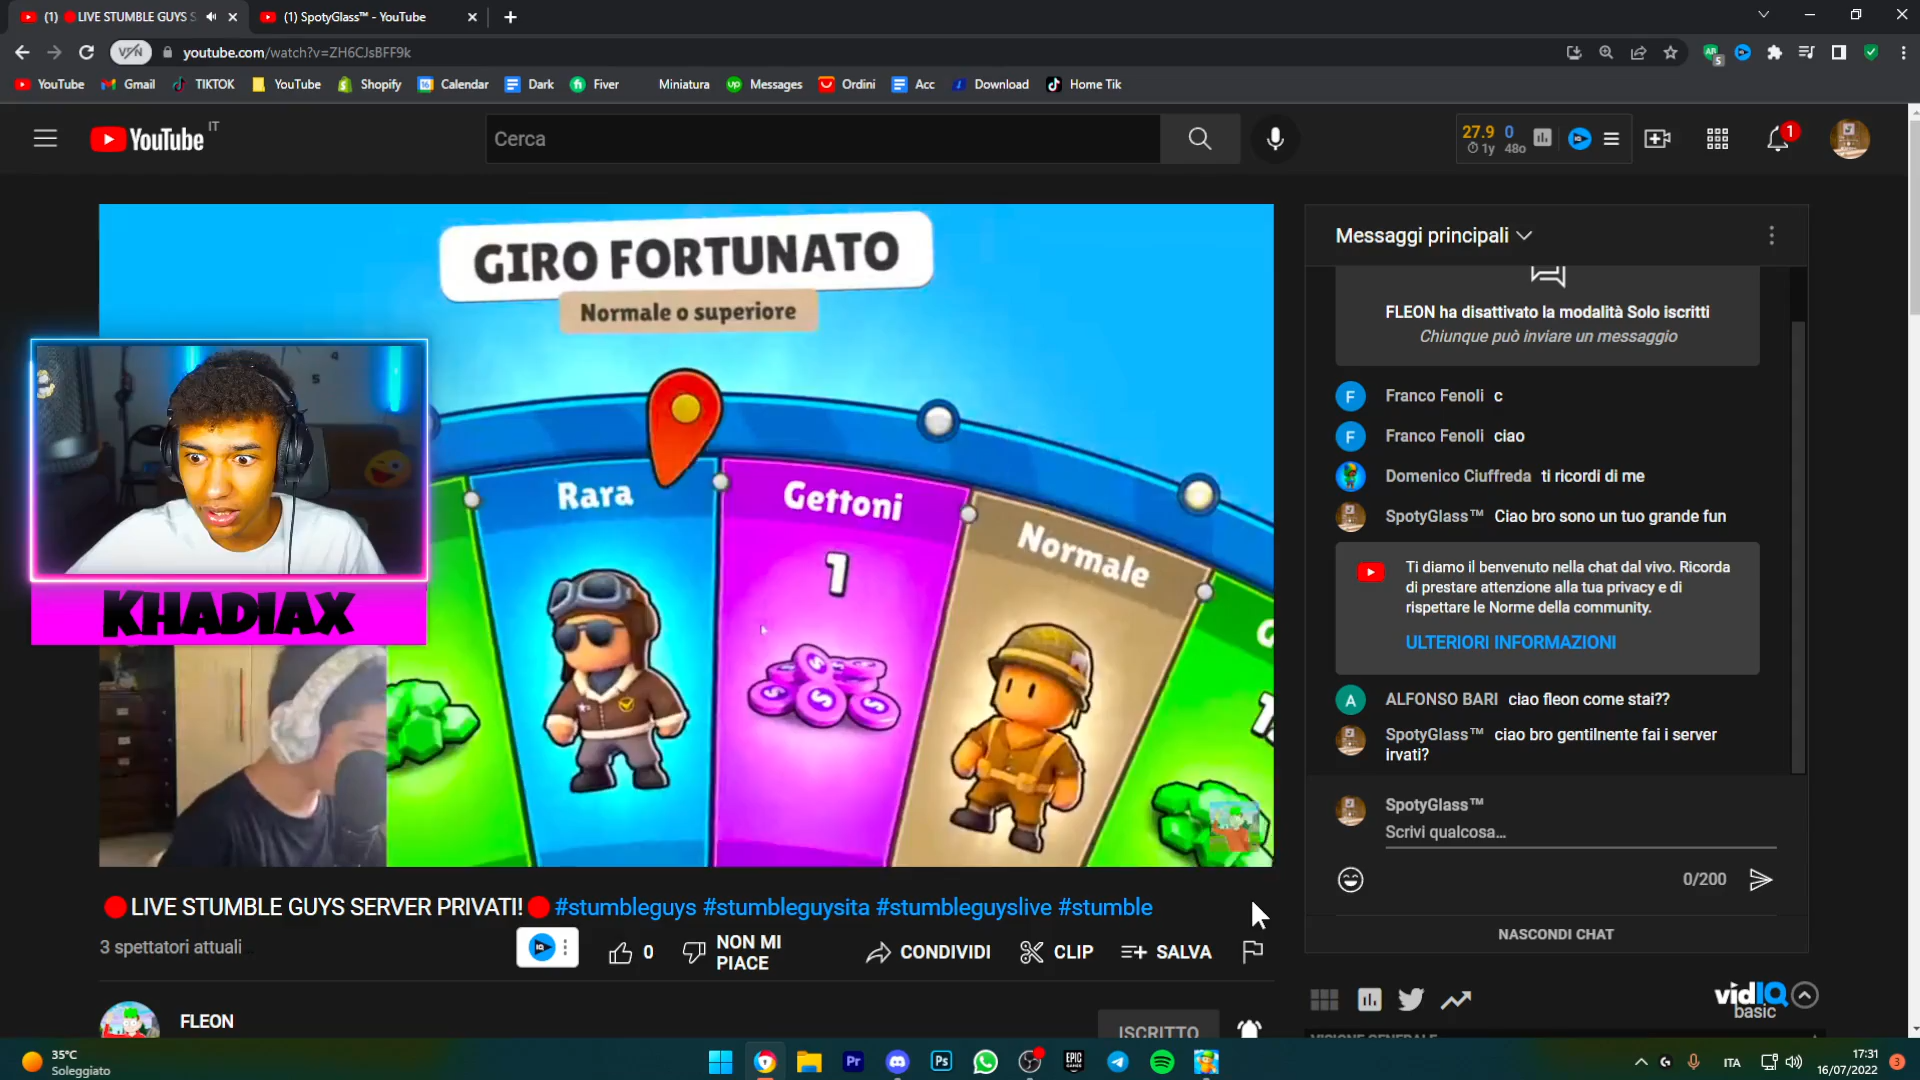 (1) 🔴LIVE STUMBLE GUYS S
(1) SpotyGlass™ - YouTube
VPN
youtube.com/watch?v=ZH6CJsBFF9k
YouTube
Gmail
TIKTOK
YouTube
Shopify
Calendar
Dark
Fiver
Miniatura
Messages
Ordini
Acc
Download
Home Tik
YouTube IT
Cerca
27.9 0
1y 48o
1
GIRO FORTUNATO
Normale o superiore
Rara
Gettoni
1
Normale
KHADIAX
Messaggi principali
FLEON ha disattivato la modalità Solo iscritti
Chiunque può inviare un messaggio
Franco Fenoli c
Franco Fenoli ciao
Domenico Ciuffreda ti ricordi di me
SpotyGlass™ Ciao bro sono un tuo grande fun
Ti diamo il benvenuto nella chat dal vivo. Ricorda
di prestare attenzione alla tua privacy e di
rispettare le Norme della community.
ULTERIORI INFORMAZIONI
ALFONSO BARI ciao fleon come stai??
SpotyGlass™ ciao bro gentilnente fai i server
irvati?
SpotyGlass™
Scrivi qualcosa...
0/200
NASCONDI CHAT
🔴LIVE STUMBLE GUYS SERVER PRIVATI!🔴 #stumbleguys #stumbleguysita #stumbleguyslive #stumble
3 spettatori attuali
0
NON MI
PIACE
CONDIVIDI
CLIP
SALVA
FLEON
ISCRITTO
vidIQ
basic
35°C
Soleggiato
ITA
17:31
16/07/2022
3